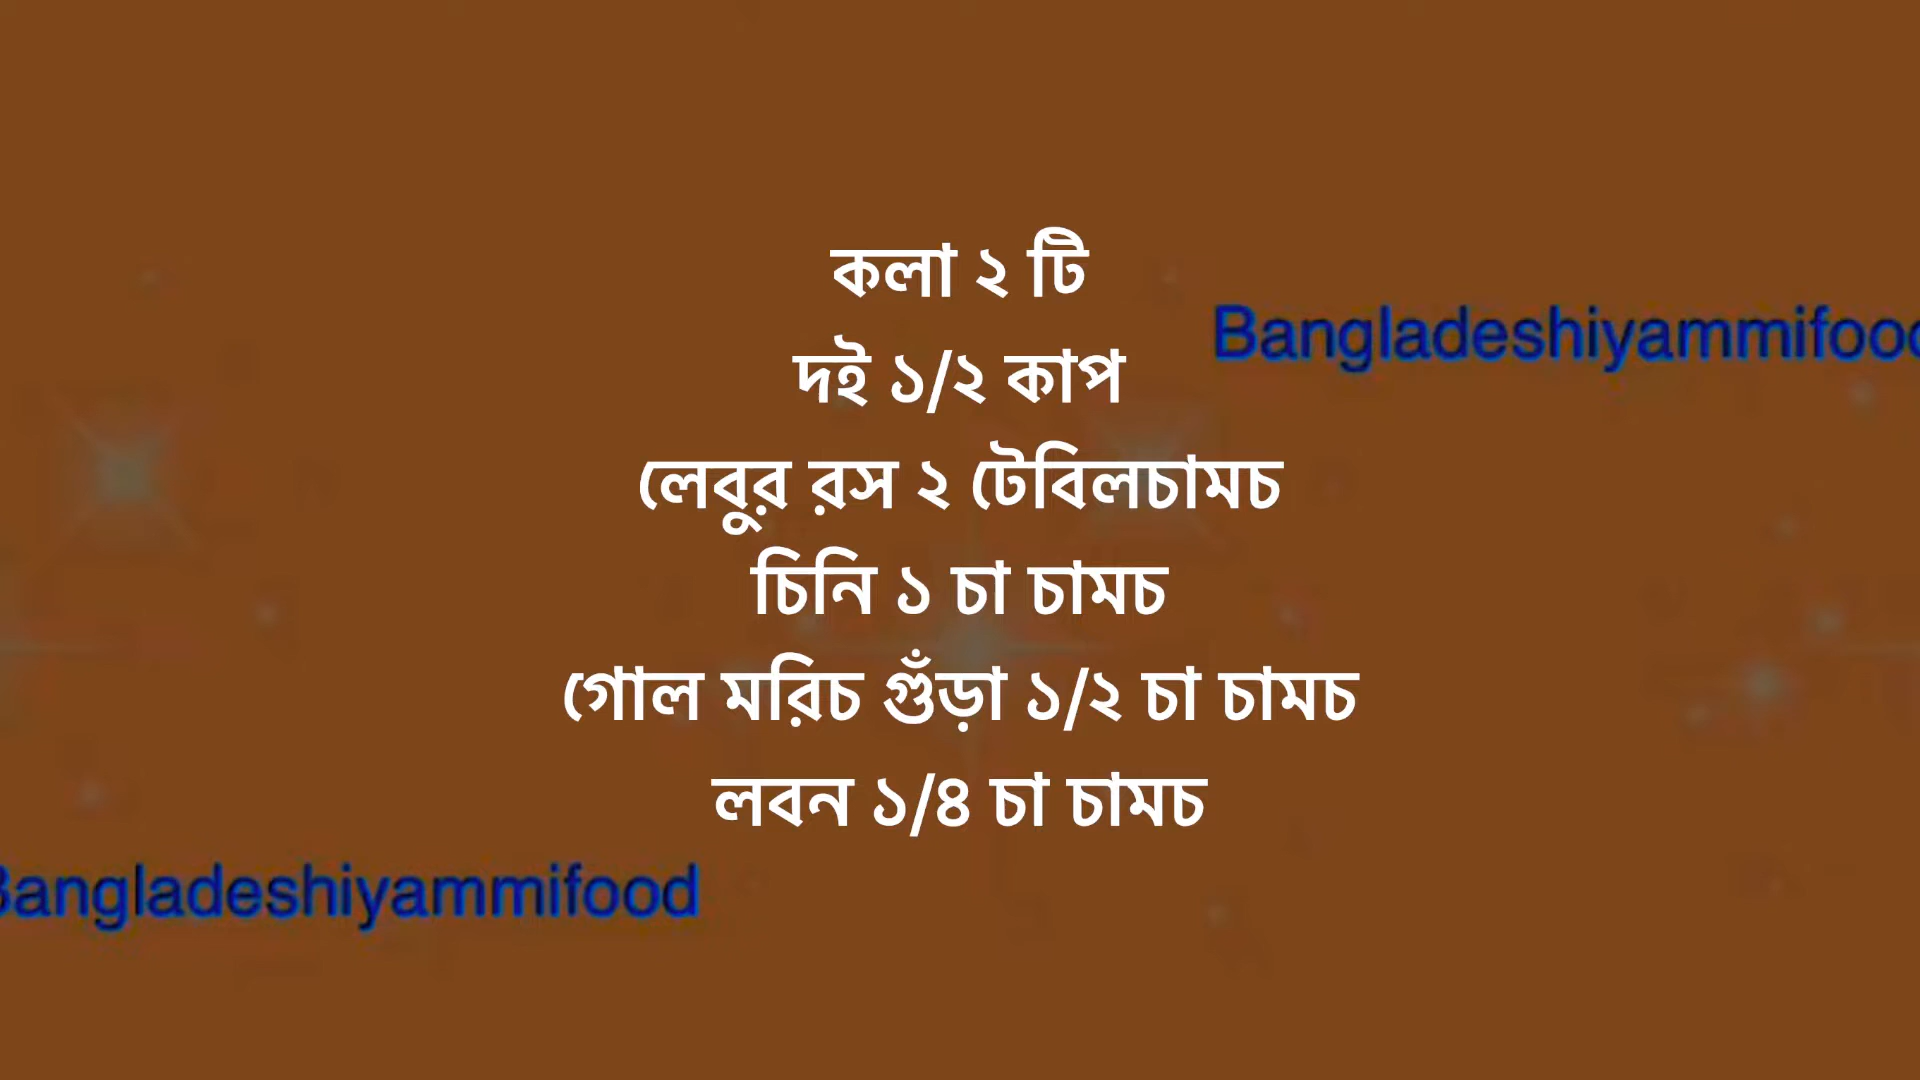 কলা ২ টি
Bangladeshiyammifood
দই ১/২ কাপ
লেবুর রস ২ টেবিলচামচ
চিনি ১ চা চামচ
গোল মরিচ গুঁড়া ১/২ চা চামচ
লবন ১/৪ চা চামচ
Bangladeshiyammifood